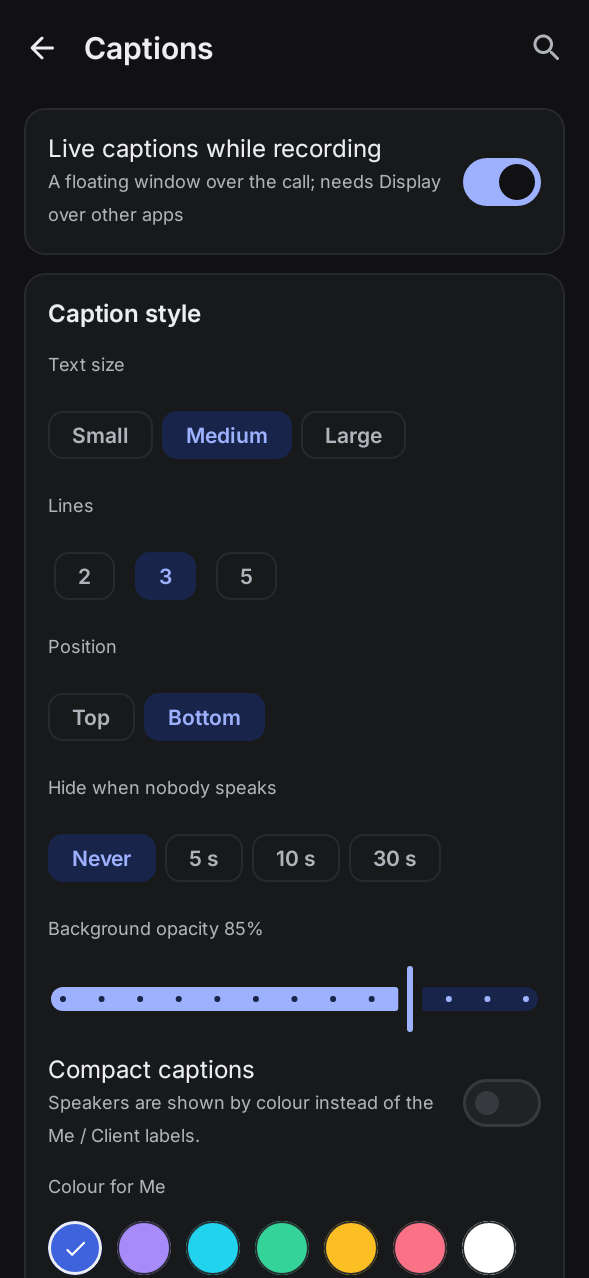 Captions
Live captions while recording
A floating window over the call; needs Display
over other apps
Caption style
Text size
Small Medium Large
Lines
2 3 5
Position
Top Bottom
Hide when nobody speaks
Never 5 s 10 s 30 s
Background opacity 85%
Compact captions
Speakers are shown by colour instead of the
Me / Client labels.
Colour for Me